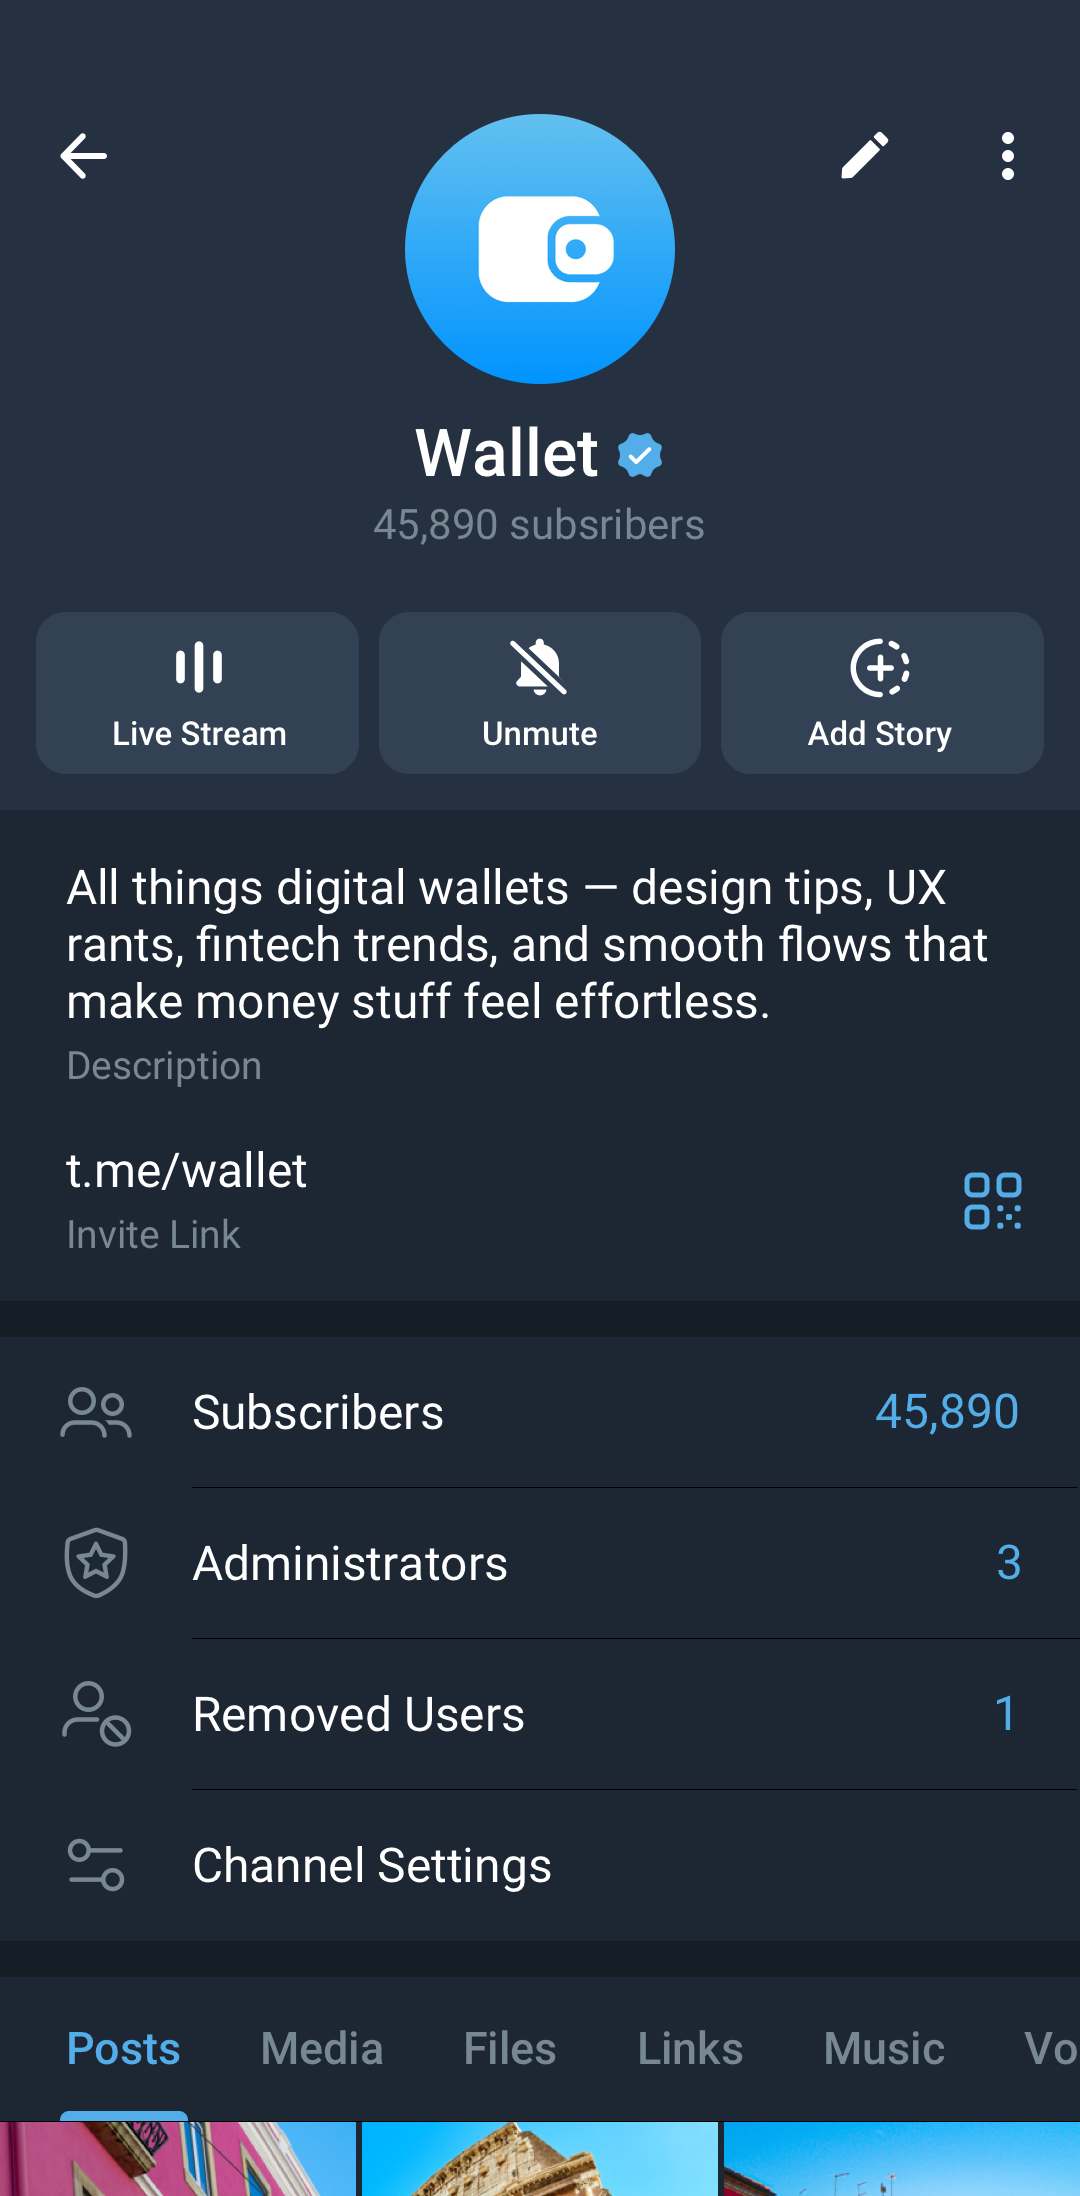 Wallet
45,890 subsribers
Live Stream
Unmute
Add Story
All things digital wallets — design tips, UX
rants, fintech trends, and smooth flows that
make money stuff feel effortless.
Description
t.me/wallet
Invite Link
Subscribers
45,890
Administrators
3
Removed Users
1
Channel Settings
Posts Media Files Links Music Vo